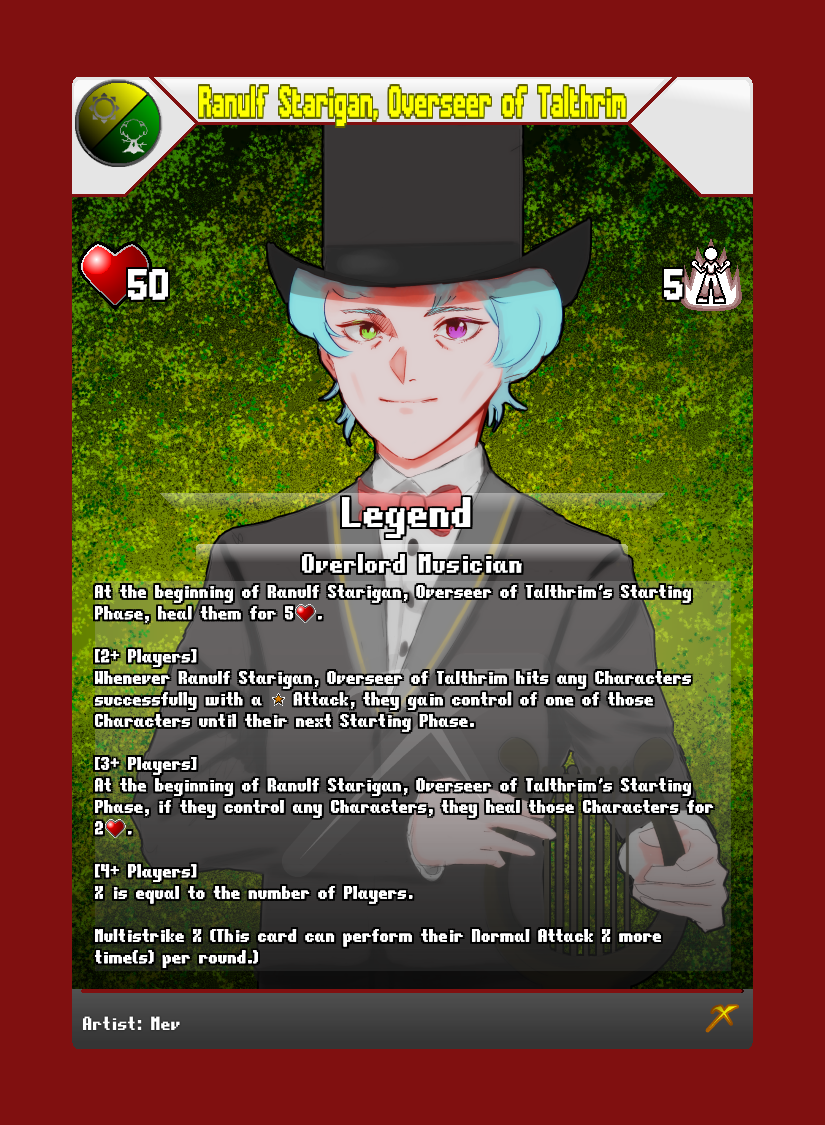 Ranulf Starigan, Overseer of Talthrim
50
5
Legend
Overlord Musician
At the beginning of Ranulf Starigan, Overseer of Talthrim's Starting
Phase, heal them for 5.
[2+ Players]
Whenever Ranulf Starigan, Overseer of Talthrim hits any Characters
successfully with a Attack, they gain control of one of those
Characters until their next Starting Phase.
[3+ Players]
At the beginning of Ranulf Starigan, Overseer of Talthrim's Starting
Phase, if they control any Characters, they heal those Characters for
2.
[4+ Players]
X is equal to the number of Players.
Multistrike X (This card can perform their Normal Attack X more
time(s) per round.)
Artist: Mev